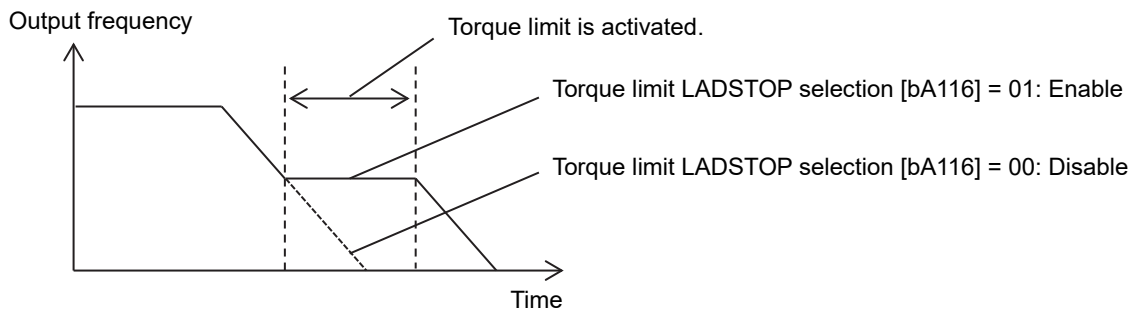 Output frequency
Torque limit is activated.
Torque limit LADSTOP selection [bA116] = 01: Enable
Torque limit LADSTOP selection [bA116] = 00: Disable
Time